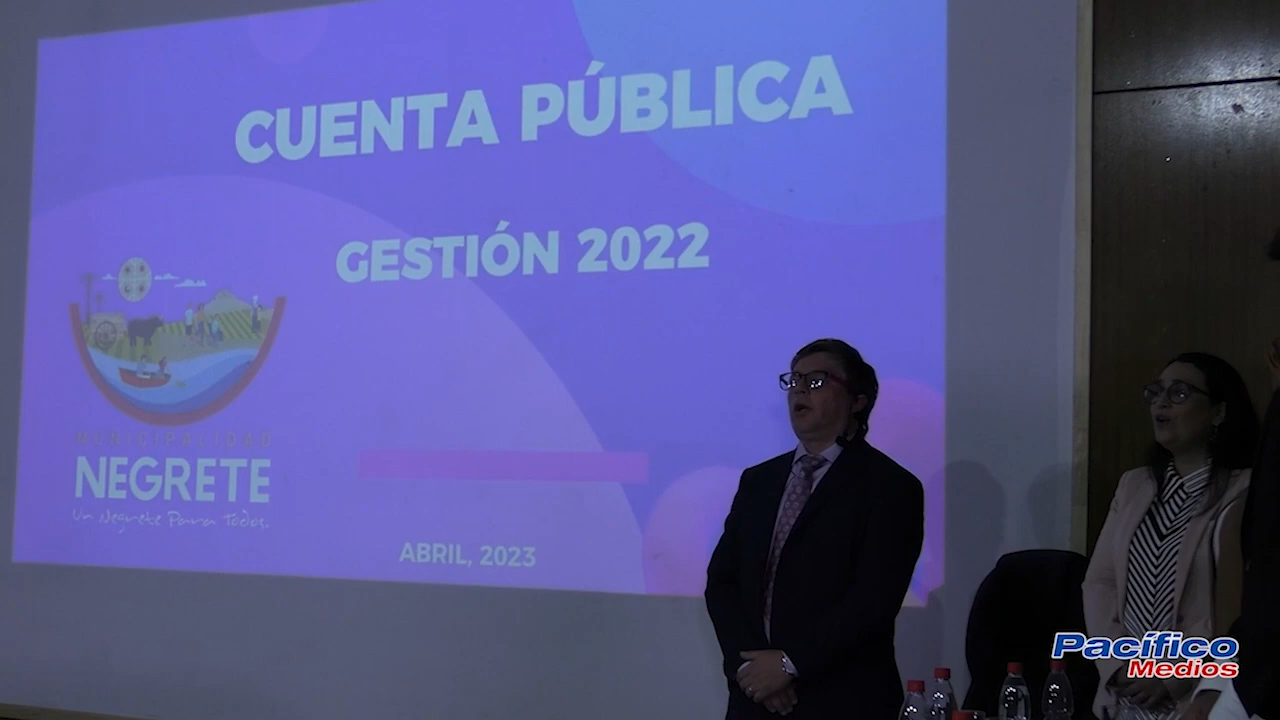 CUENTA PÚBLICA
GESTIÓN 2022
MUNICIPALIDAD
NEGRETE
Un Negrete Para Todos.
ABRIL, 2023
Pacífico
Medios